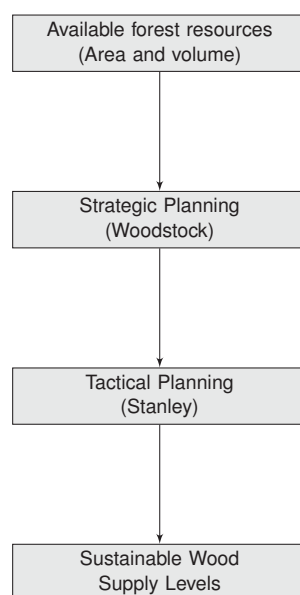 Available forest resources
(Area and volume)
Strategic Planning
(Woodstock)
Tactical Planning
(Stanley)
Sustainable Wood
Supply Levels